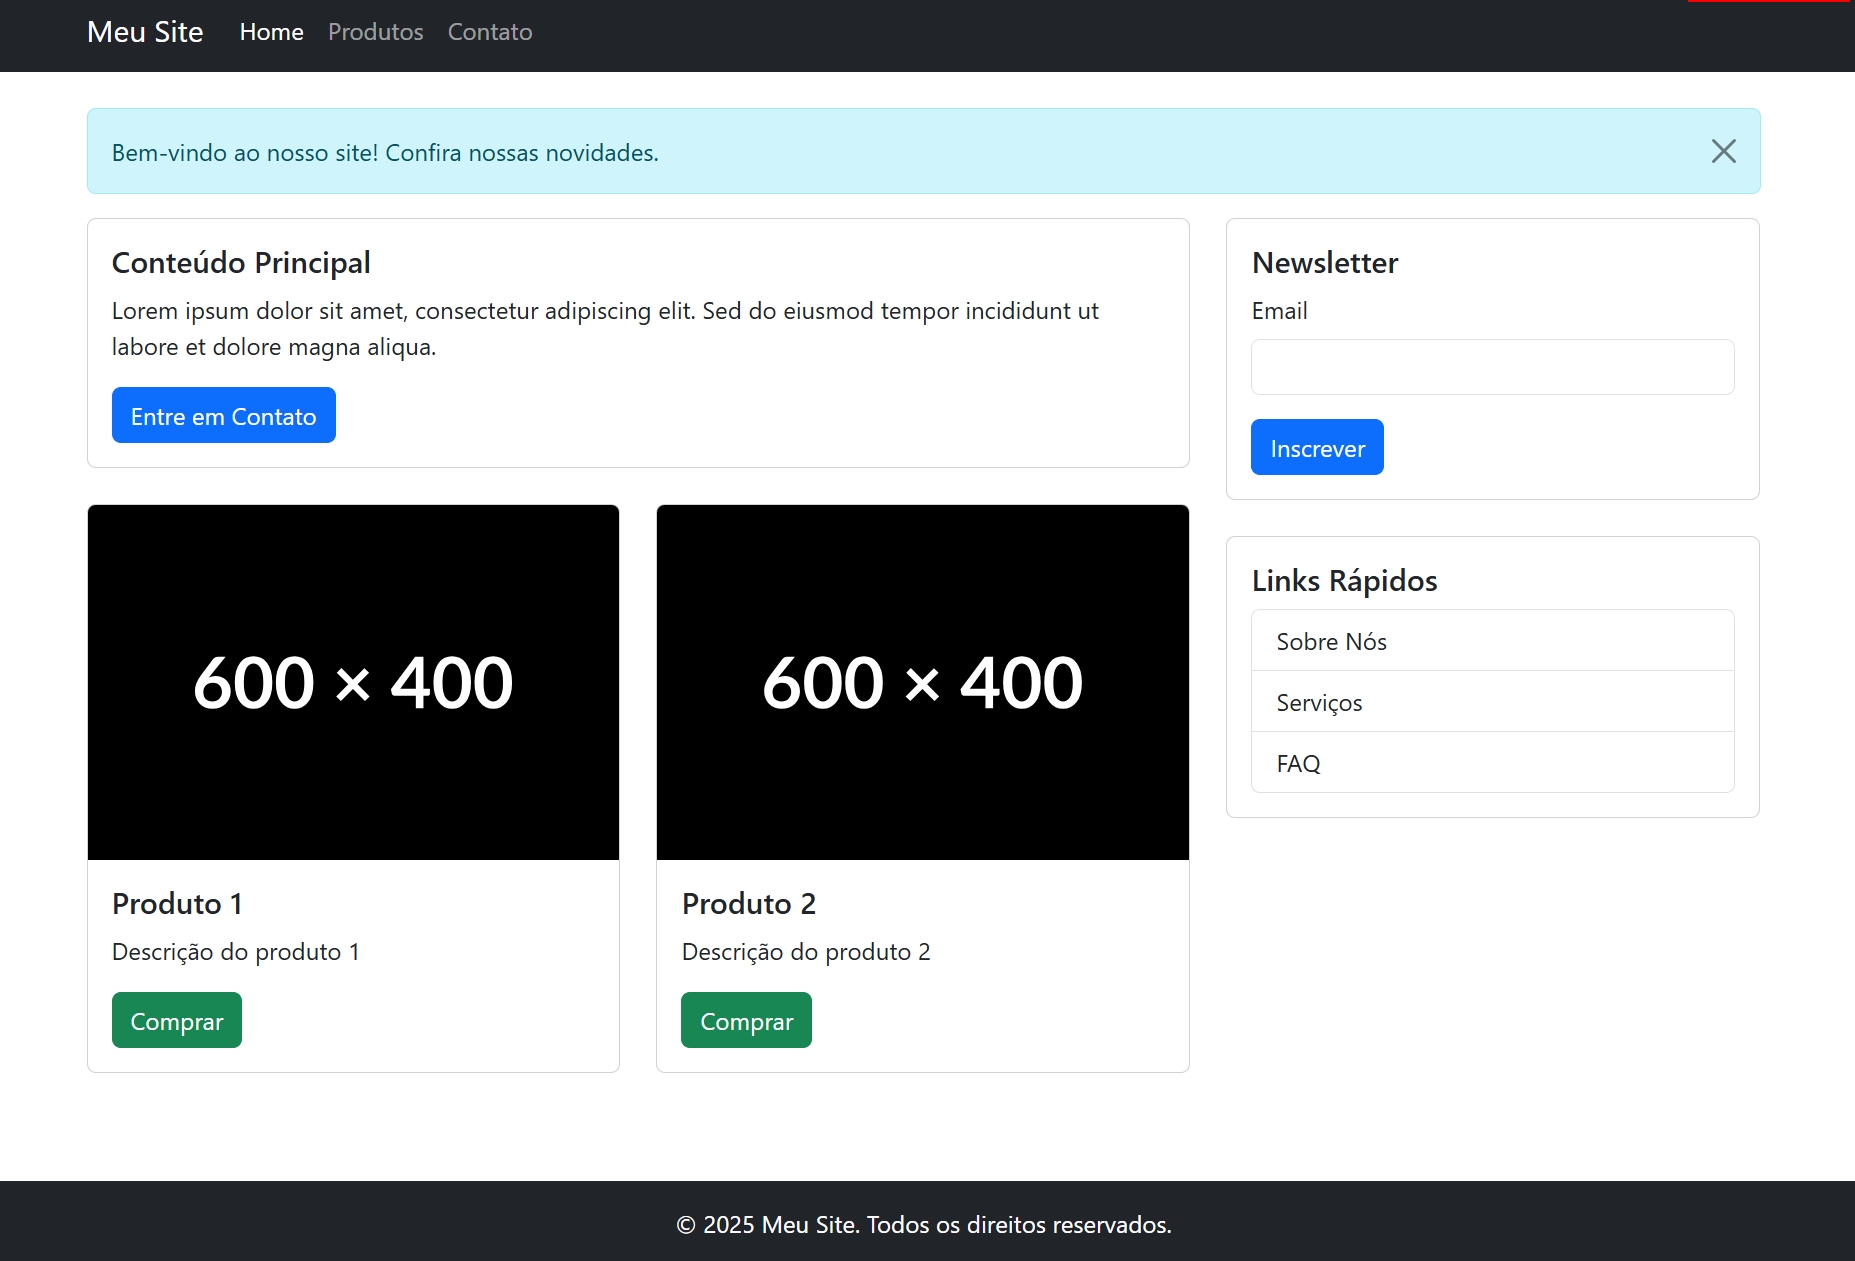 Meu Site Home Produtos Contato
Bem-vindo ao nosso site! Confira nossas novidades.
Conteúdo Principal
Lorem ipsum dolor sit amet, consectetur adipiscing elit. Sed do eiusmod tempor incididunt ut
labore et dolore magna aliqua.
Entre em Contato
600 × 400
Produto 1
Descrição do produto 1
Comprar
600 × 400
Produto 2
Descrição do produto 2
Comprar
Newsletter
Email
Inscrever
Links Rápidos
Sobre Nós
Serviços
FAQ
© 2025 Meu Site. Todos os direitos reservados.